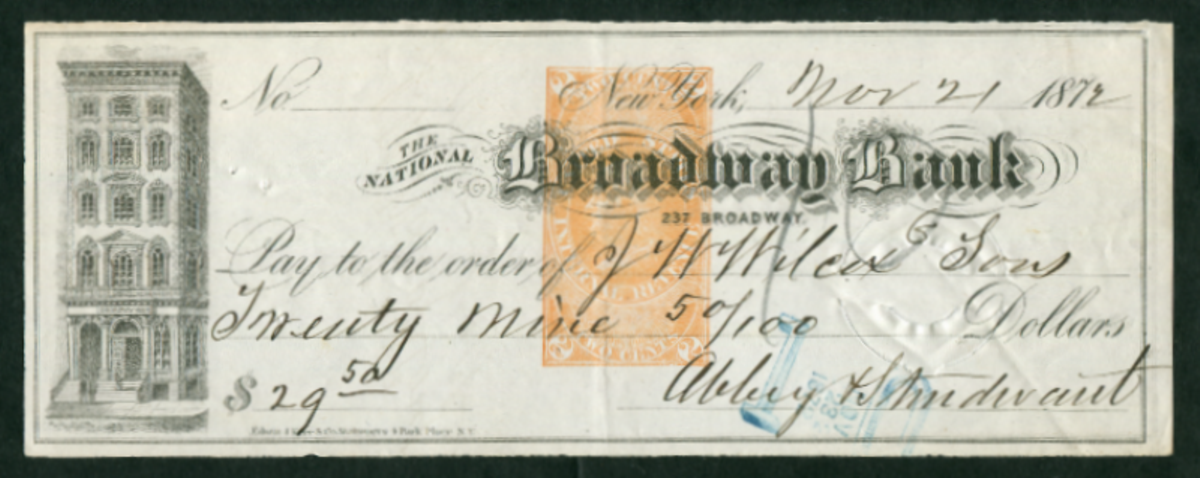 No New York, Nov 21 1872
THE NATIONAL Broadway Bank
237 BROADWAY.
Pay to the order of J W Wilcox & Sons
Twenty Nine 50/100 Dollars
$ 29 50
Abbey & Sturdevant